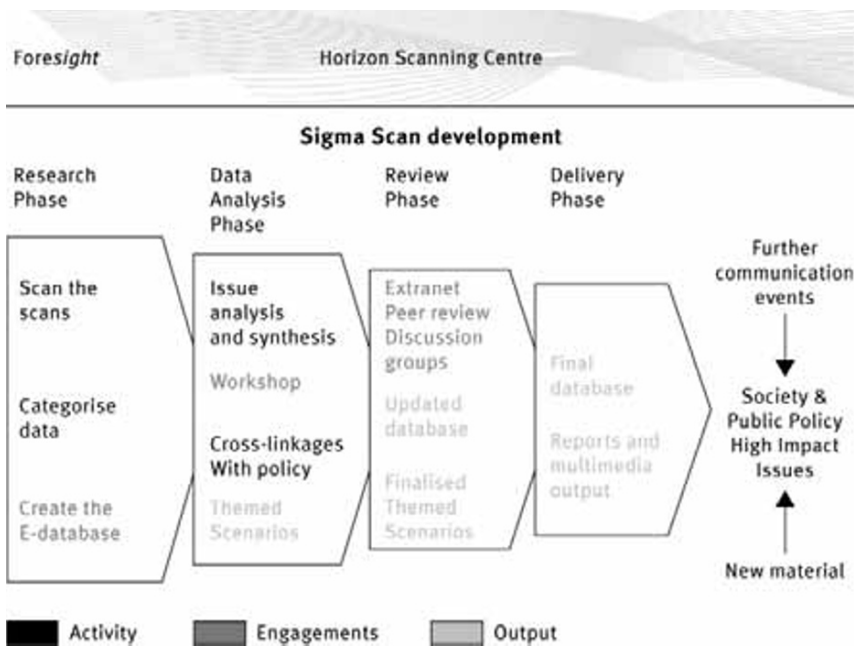 Foresight
Horizon Scanning Centre
Sigma Scan development
Research
Phase
Data
Analysis
Phase
Review
Phase
Delivery
Phase
Scan the
scans
Categorise
data
Create the
E-database
Issue
analysis
and synthesis
Workshop
Cross-linkages
With policy
Themed
Scenarios
Extranet
Peer review
Discussion
groups
Updated
database
Finalised
Themed
Scenarios
Final
database
Reports and
multimedia
output
Further
communication
events
Society &
Public Policy
High Impact
Issues
New material
Activity
Engagements
Output